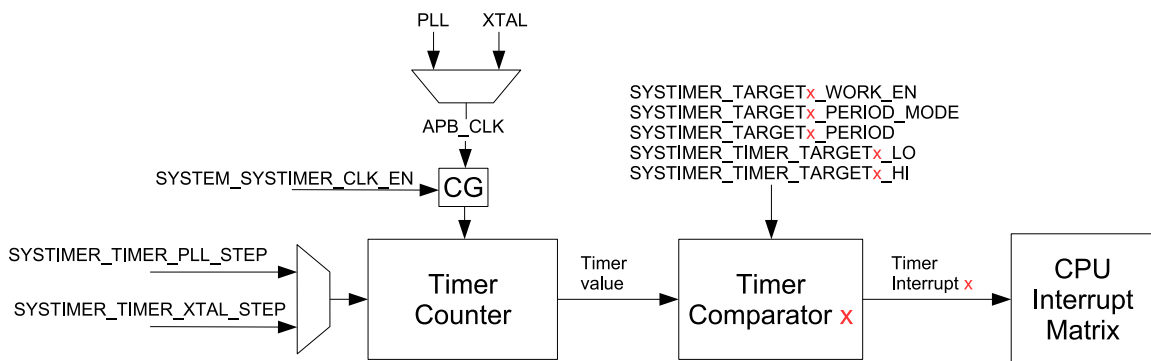 PLL XTAL
APB_CLK
SYSTEM_SYSTIMER_CLK_EN
CG
SYSTIMER_TARGETx_WORK_EN
SYSTIMER_TARGETx_PERIOD_MODE
SYSTIMER_TARGETx_PERIOD
SYSTIMER_TIMER_TARGETx_LO
SYSTIMER_TIMER_TARGETx_HI
SYSTIMER_TIMER_PLL_STEP
SYSTIMER_TIMER_XTAL_STEP
Timer
Counter
Timer
value
Timer
Comparator x
Timer
Interrupt x
CPU
Interrupt
Matrix